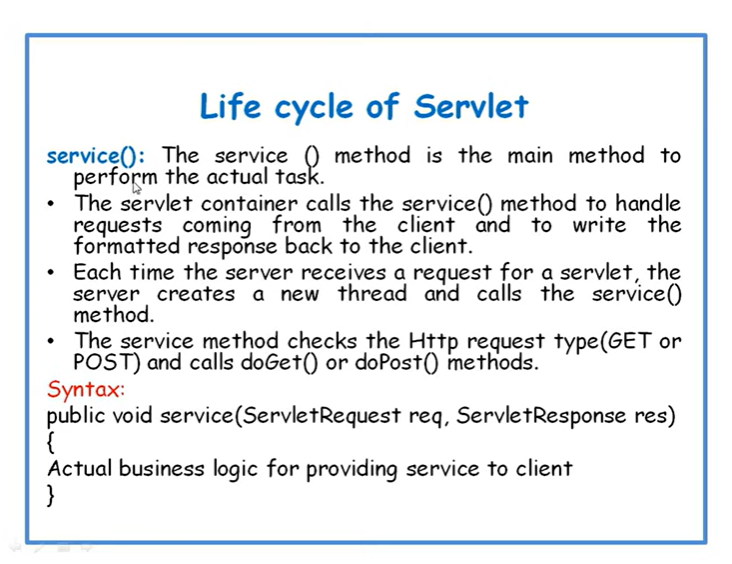 Life cycle of Servlet
service(): The service () method is the main method to
perform the actual task.
• The servlet container calls the service() method to handle
requests coming from the client and to write the
formatted response back to the client.
• Each time the server receives a request for a servlet, the
server creates a new thread and calls the service()
method.
• The service method checks the Http request type(GET or
POST) and calls doGet() or doPost() methods.
Syntax:
public void service(ServletRequest req, ServletResponse res)
{
Actual business logic for providing service to client
}